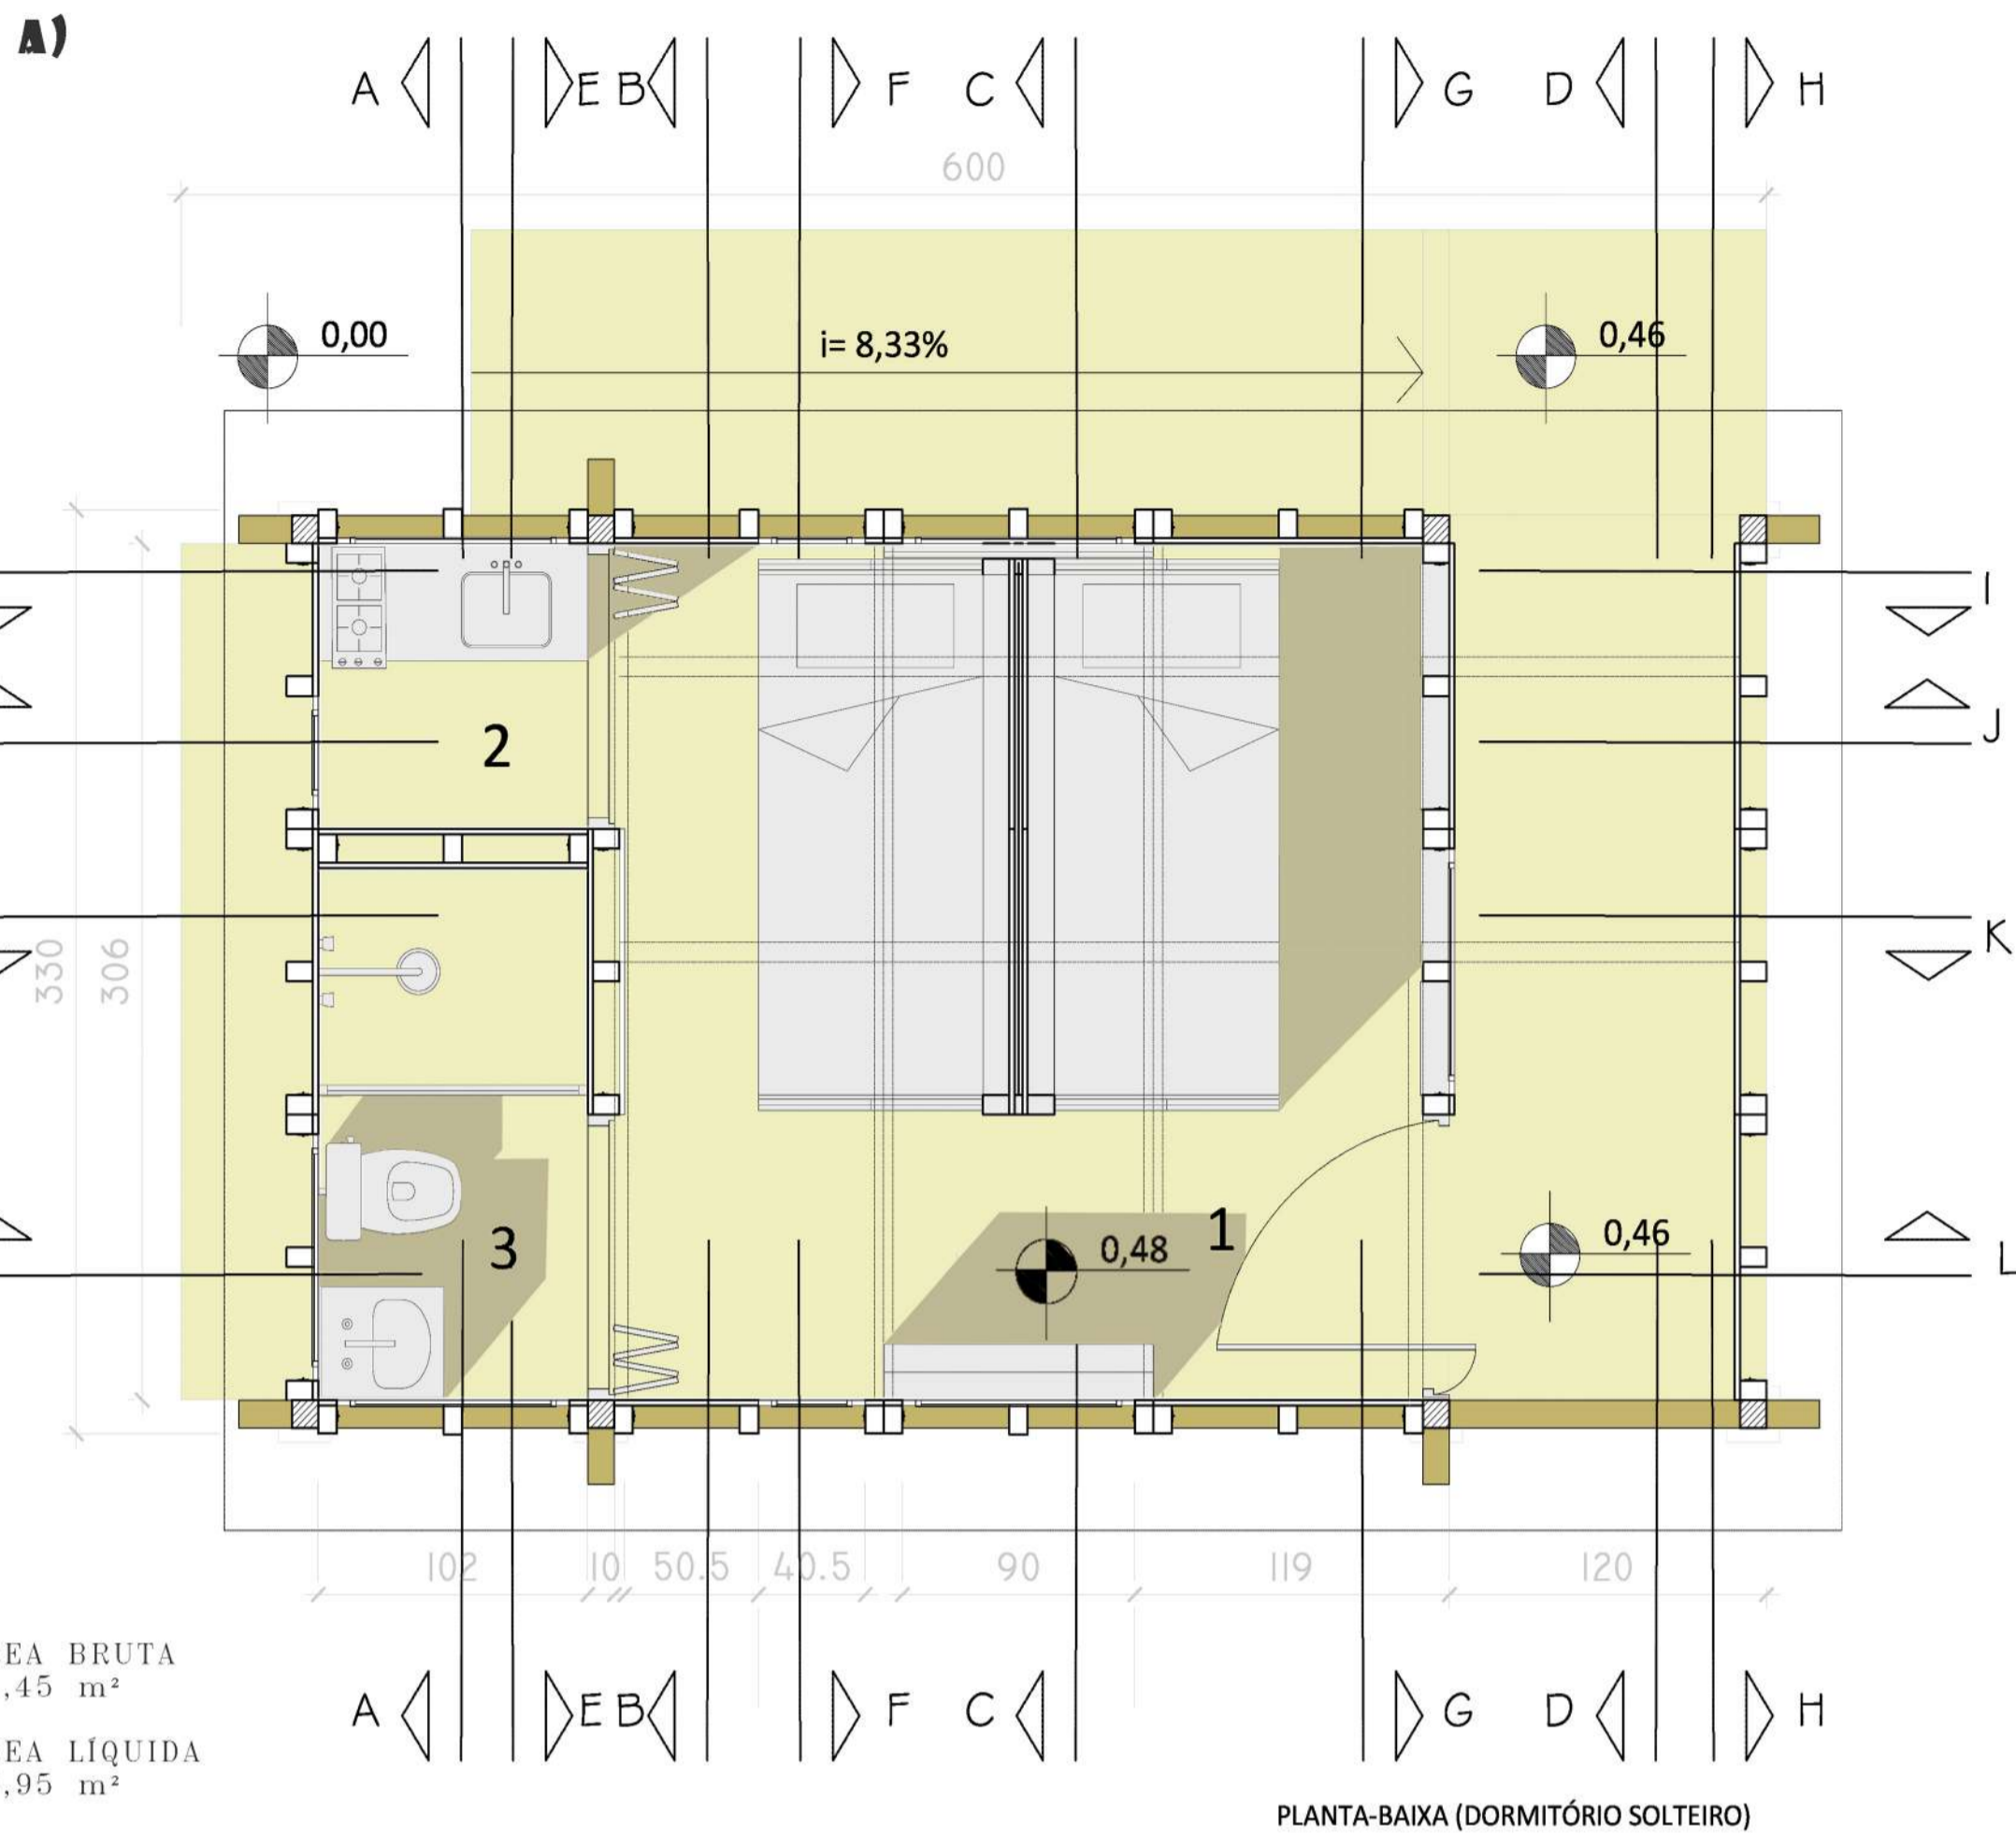 A)
A E B F C G D H
600
0,00
i= 8,33%
0,46
I
2
J
K
330
306
3
0,48
1
0,46
L
102 10 50.5 40.5 90 119 120
EA BRUTA
,45 m²
EA LÍQUIDA
,95 m²
A E B F C G D H
PLANTA-BAIXA (DORMITÓRIO SOLTEIRO)